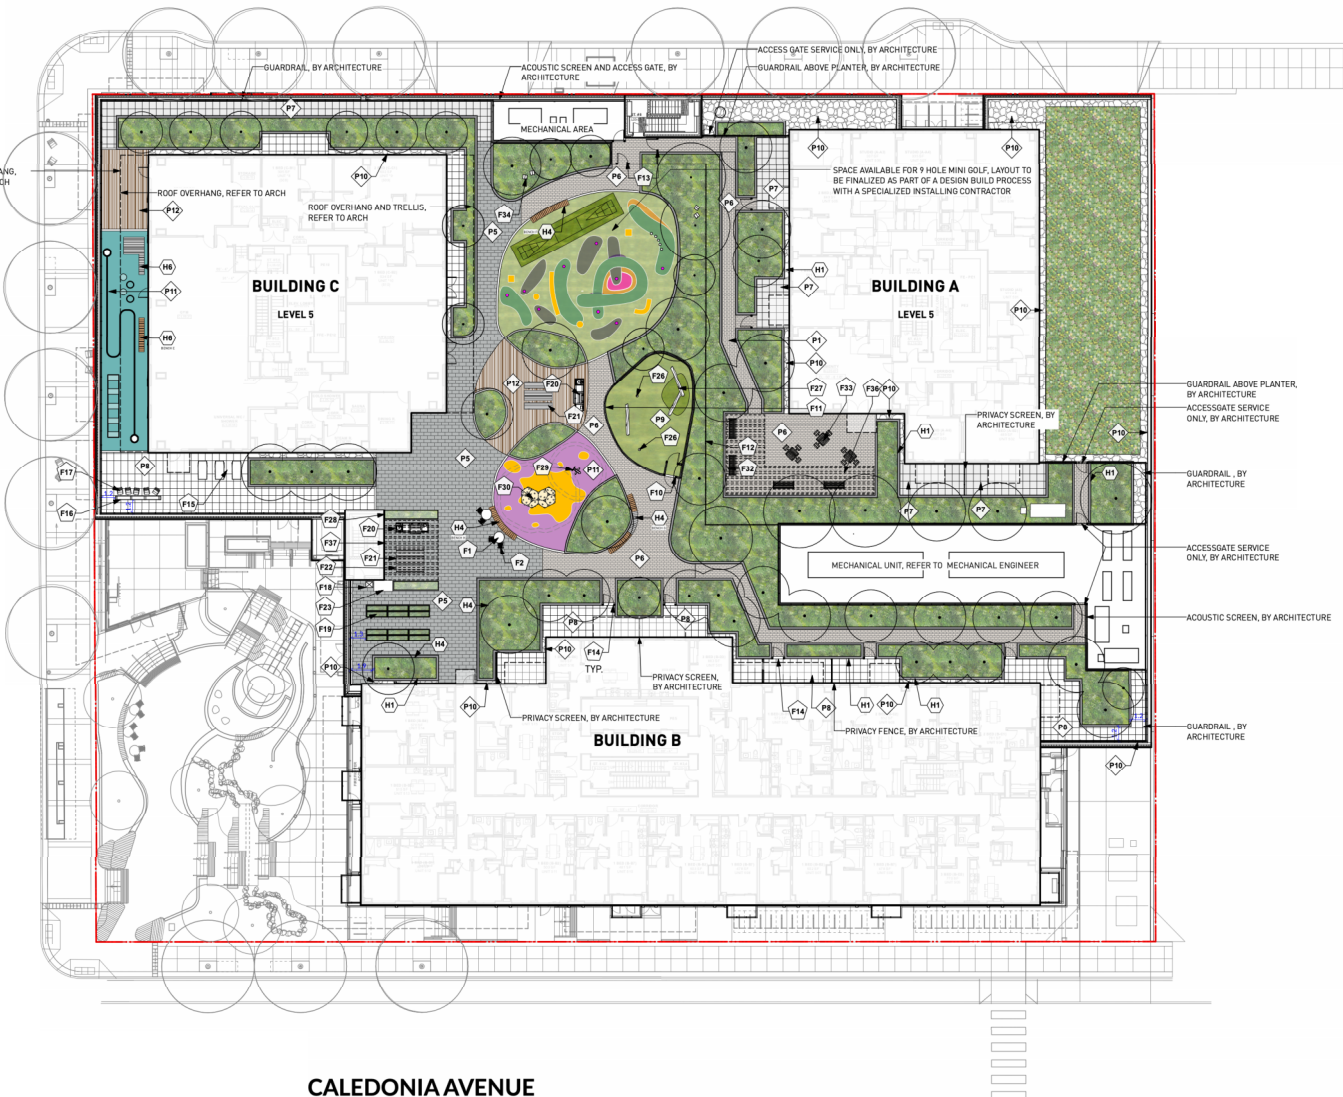 ACCESS GATE SERVICE ONLY, BY ARCHITECTURE
GUARDRAIL, BY ARCHITECTURE
ACOUSTIC SCREEN AND ACCESS GATE, BY
ARCHITECTURE
GUARDRAIL ABOVE PLANTER, BY ARCHITECTURE
P7
MECHANICAL AREA
P10
P10
P10
P6
F13
SPACE AVAILABLE FOR 9 HOLE MINI GOLF, LAYOUT TO
BE FINALIZED AS PART OF A DESIGN BUILD PROCESS
WITH A SPECIALIZED INSTALLING CONTRACTOR
ROOF OVERHANG, REFER TO ARCH
P7
P6
P12
ROOF OVERHANG AND TRELLIS,
REFER TO ARCH
F34
P5
H4
H6
H1
P11
BUILDING C
P7
BUILDING A
LEVEL 5
P10
LEVEL 5
H6
P1
P10
F26
P12
F20
F27
F33
F36
P10
GUARDRAIL ABOVE PLANTER,
BY ARCHITECTURE
F11
F21
P9
PRIVACY SCREEN, BY
ARCHITECTURE
ACCESSGATE SERVICE
ONLY, BY ARCHITECTURE
P6
P6
H1
P10
F26
F12
P5
P8
F29
P11
F32
F17
F15
F30
F10
H1
GUARDRAIL , BY
ARCHITECTURE
F16
P7
P7
F28
F20
H4
H4
F37
F1
ACCESSGATE SERVICE
ONLY, BY ARCHITECTURE
F22
F21
F2
P6
MECHANICAL UNIT, REFER TO MECHANICAL ENGINEER
F18
F23
P5
H4
F19
P8
P8
ACOUSTIC SCREEN, BY ARCHITECTURE
H4
P10
F14
TYP.
P10
PRIVACY SCREEN,
BY ARCHITECTURE
H1
P10
PRIVACY SCREEN, BY ARCHITECTURE
F14
P8
H1
P10
H1
PRIVACY FENCE, BY ARCHITECTURE
GUARDRAIL , BY
ARCHITECTURE
BUILDING B
P10
CALEDONIA AVENUE